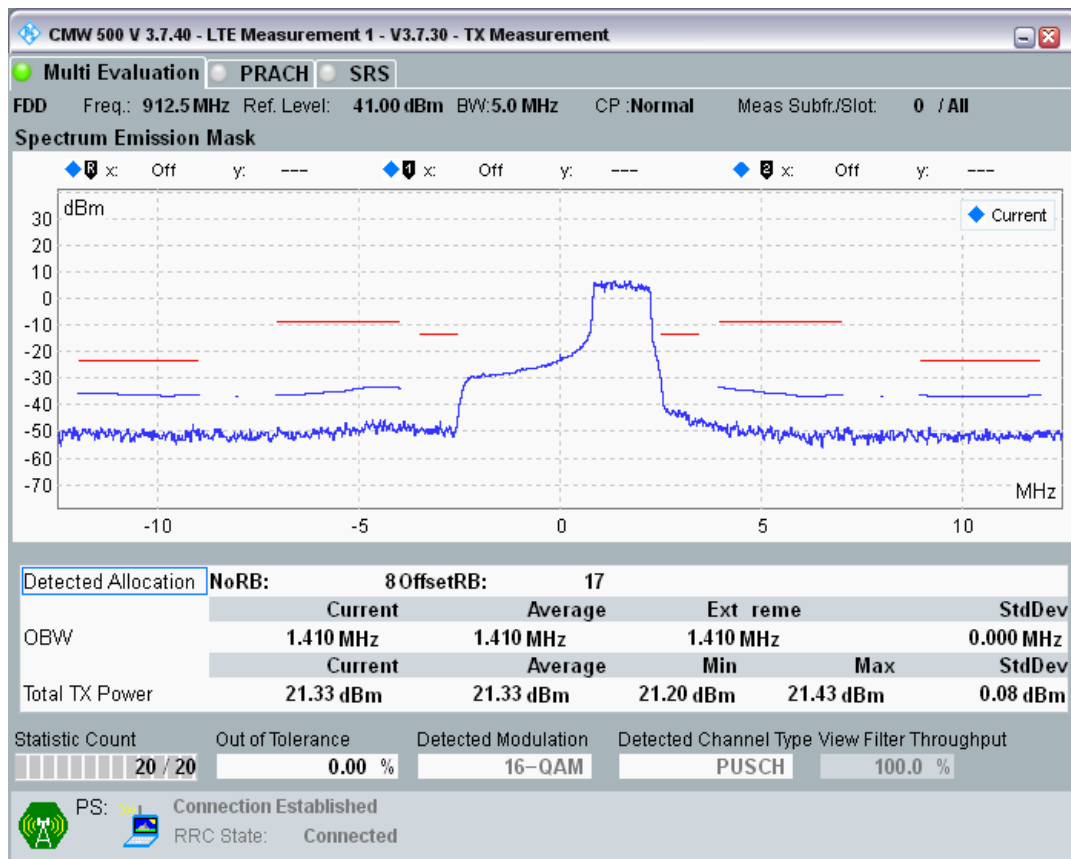 CMW 500 V 3.7.40 - LTE Measurement 1 - V3.7.30 - TX Measurement
Multi Evaluation PRACH SRS
FDD Freq.: 912.5 MHz Ref. Level: 41.00 dBm BW:5.0 MHz CP :Normal Meas Subfr./Slot: 0 / All
Spectrum Emission Mask
R x: Off y: --- 1 x: Off y: --- 2 x: Off y: ---
dBm
Current
30
20
10
0
-10
-20
-30
-40
-50
-60
-70
MHz
-10 -5 0 5 10
Detected Allocation NoRB: 8 OffsetRB: 17
Current Average Ext reme StdDev
OBW 1.410 MHz 1.410 MHz 1.410 MHz 0.000 MHz
Current Average Min Max StdDev
Total TX Power 21.33 dBm 21.33 dBm 21.20 dBm 21.43 dBm 0.08 dBm
Statistic Count Out of Tolerance Detected Modulation Detected Channel Type View Filter Throughput
20 / 20 0.00 % 16-QAM PUSCH 100.0 %
PS: Connection Established
RRC State: Connected